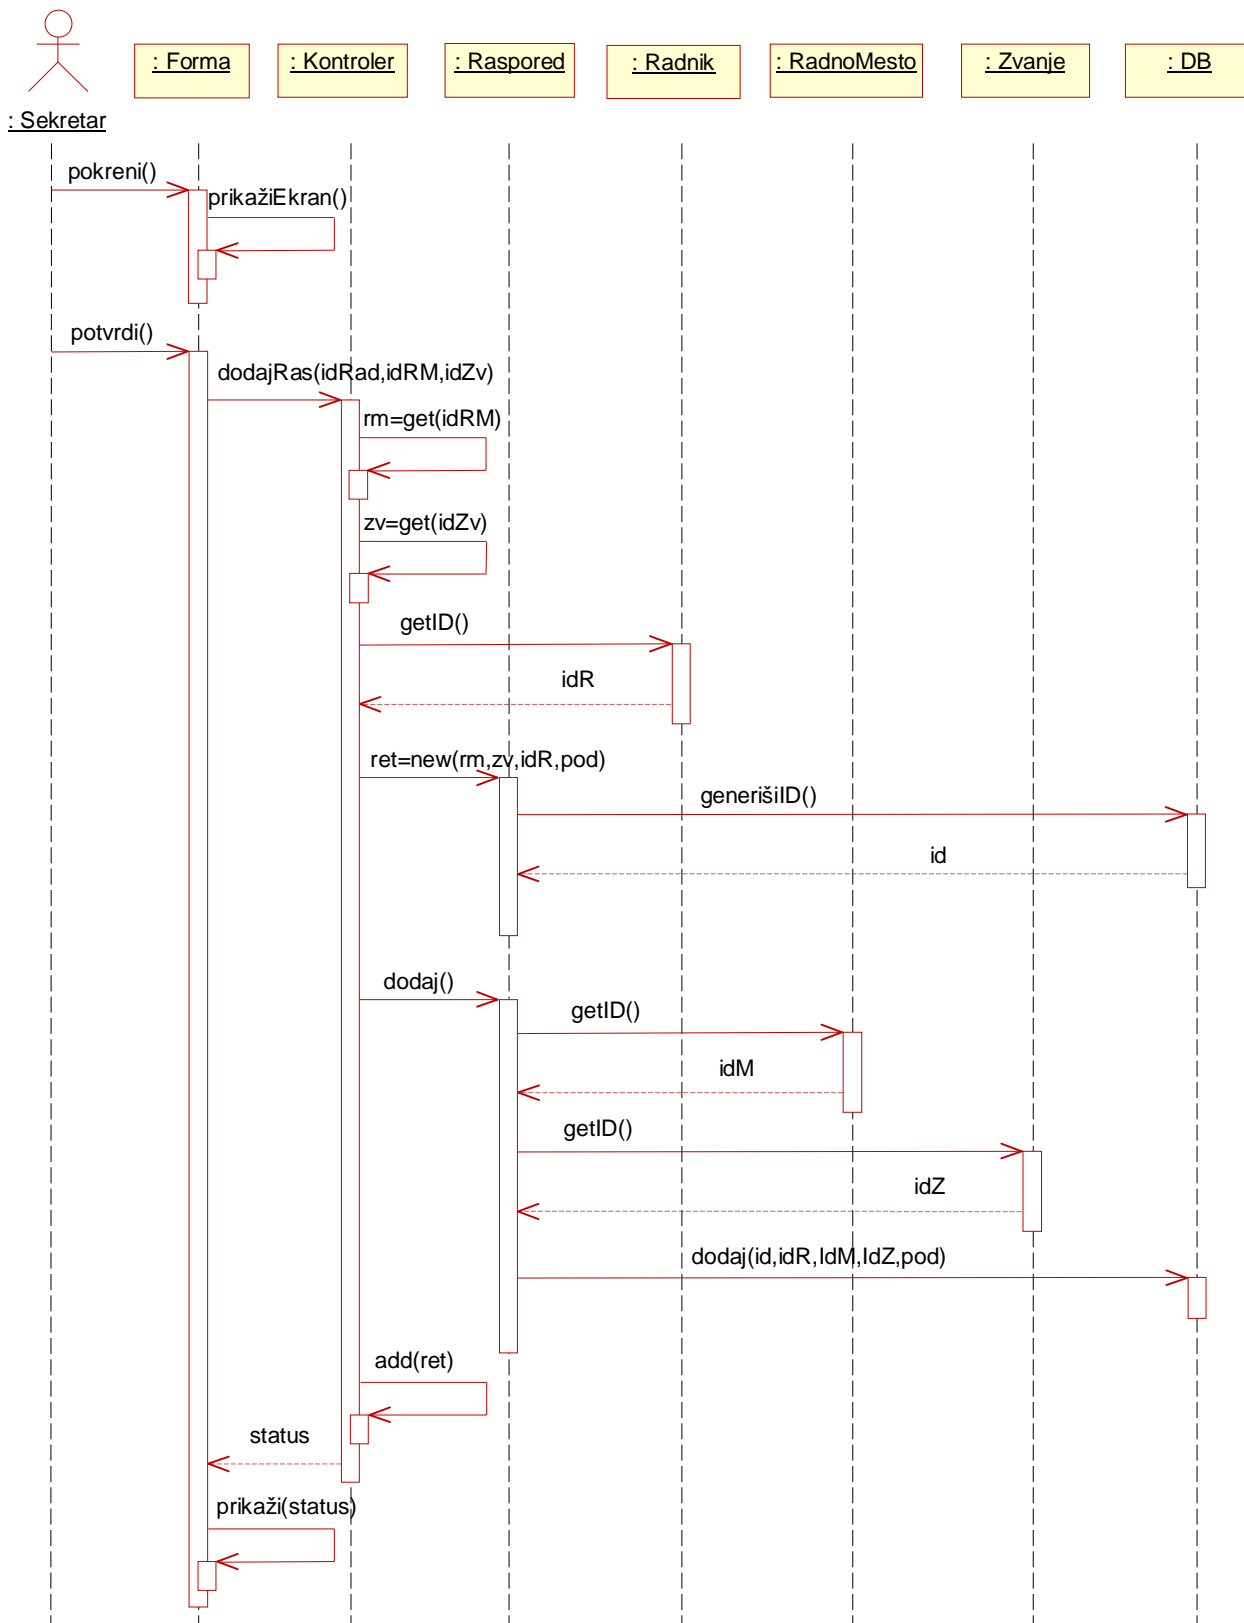 : Forma
: Kontroler
: Raspored
: Radnik
: RadnoMesto
: Zvanje
: DB
: Sekretar
pokreni()
prikažiEkran()
potvrdi()
dodajRas(idRad,idRM,idZv)
rm=get(idRM)
zv=get(idZv)
getID()
idR
ret=new(rm,zv,idR,pod)
generišiID()
id
dodaj()
getID()
idM
getID()
idZ
dodaj(id,idR,IdM,IdZ,pod)
add(ret)
status
prikaži(status)